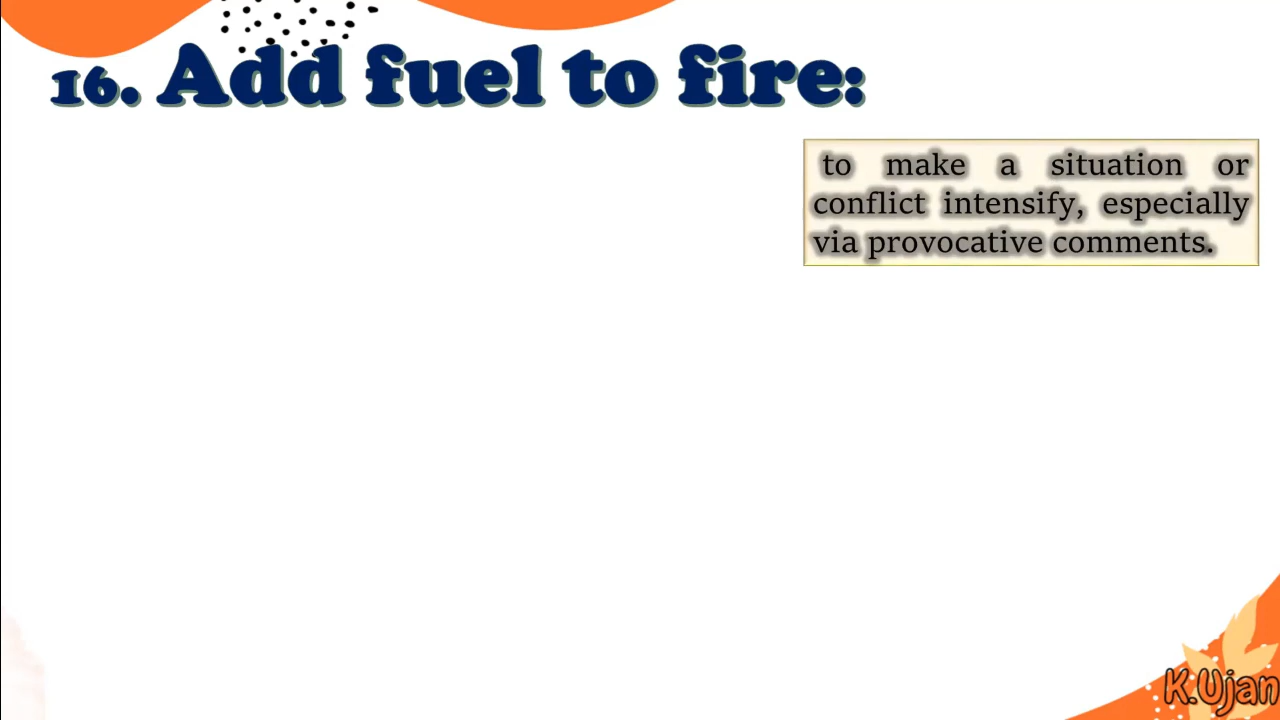 16. Add fuel to fire:
to make a situation or
conflict intensify, especially
via provocative comments.
K.Ujan